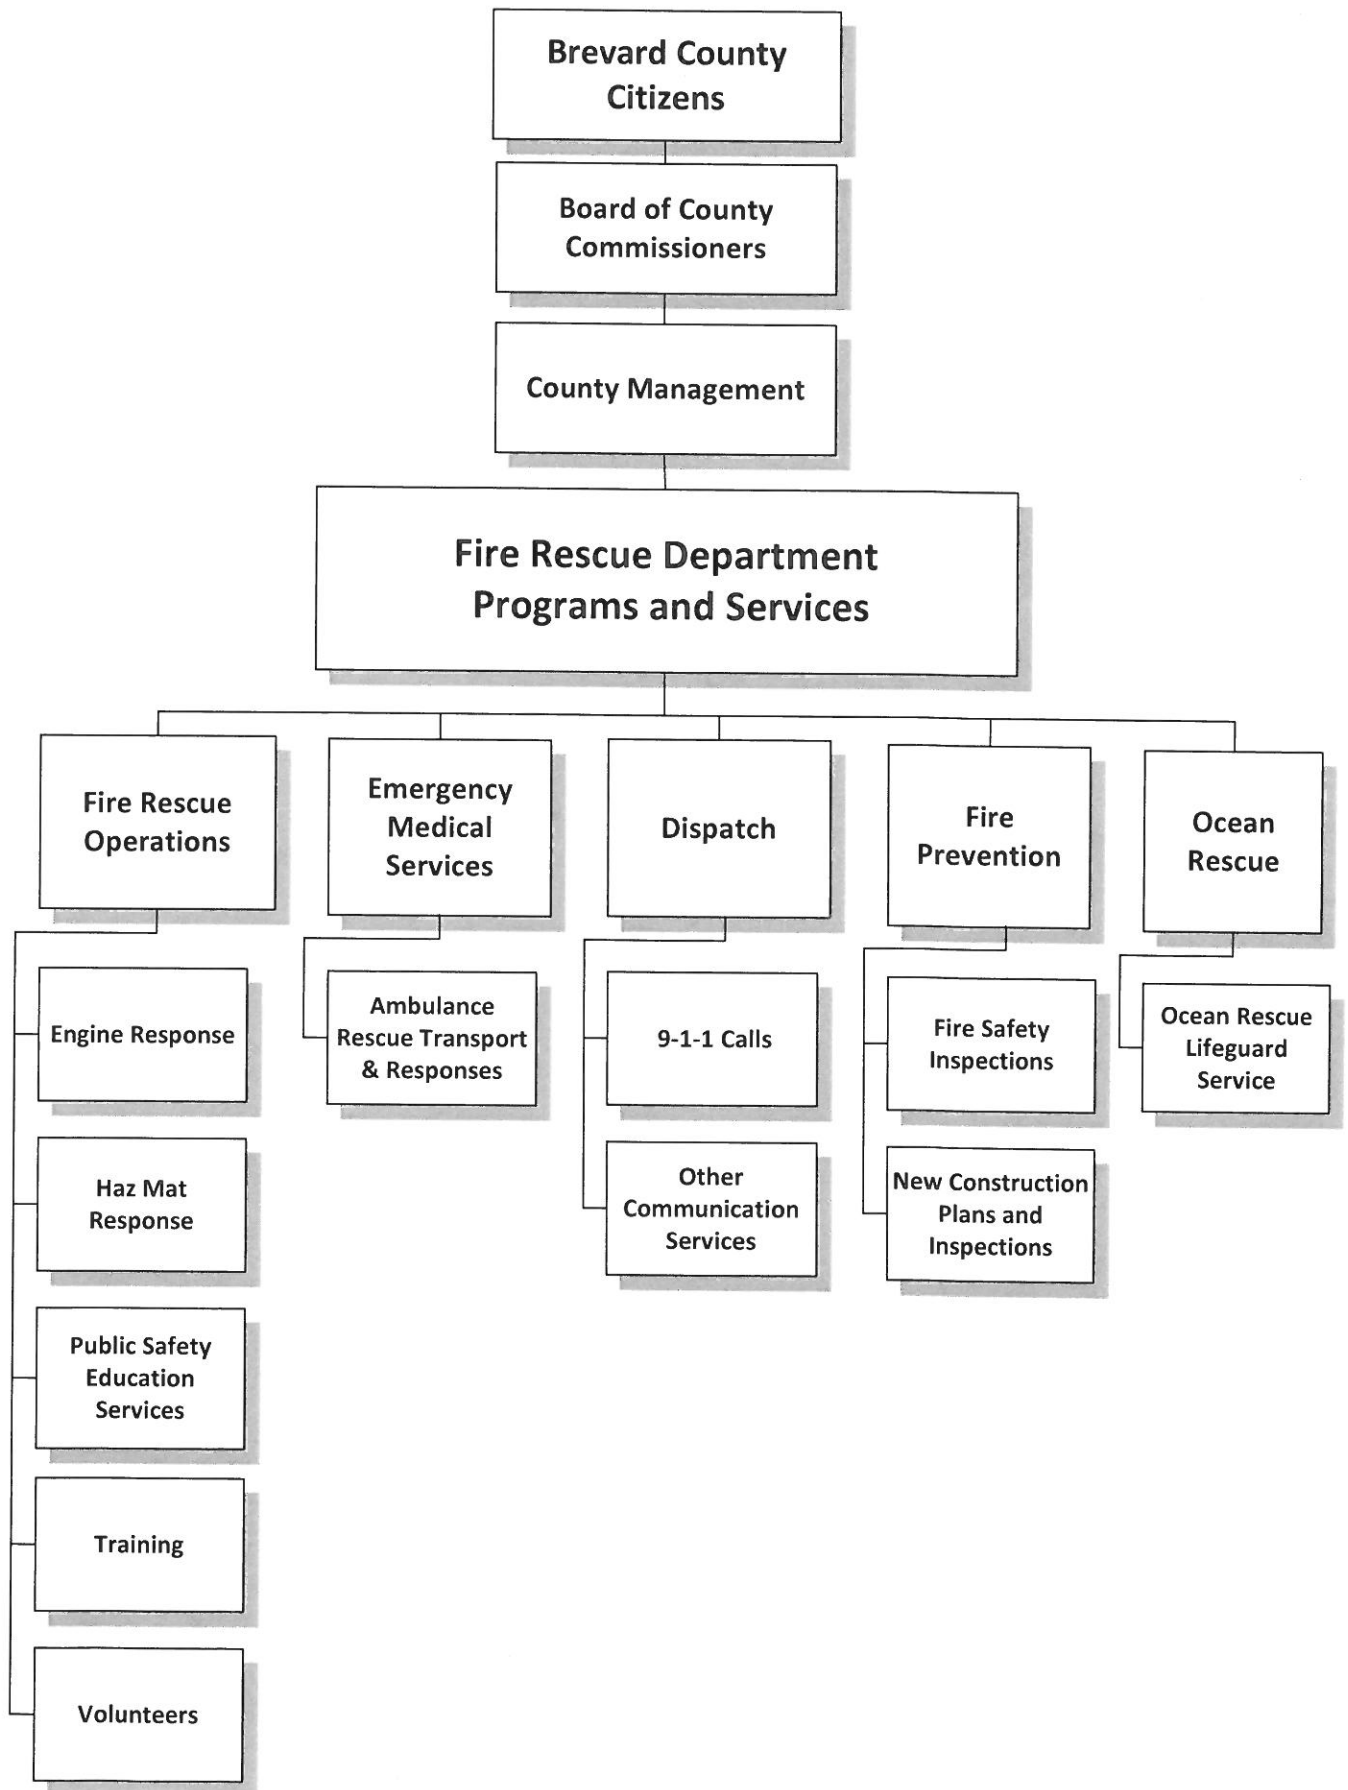 Brevard County
Citizens
Board of County
Commissioners
County Management
Fire Rescue Department
Programs and Services
Fire Rescue
Operations
Emergency
Medical
Services
Dispatch
Fire
Prevention
Ocean
Rescue
Engine Response
Haz Mat
Response
Public Safety
Education
Services
Training
Volunteers
Ambulance
Rescue Transport
& Responses
9-1-1 Calls
Other
Communication
Services
Fire Safety
Inspections
New Construction
Plans and
Inspections
Ocean Rescue
Lifeguard
Service